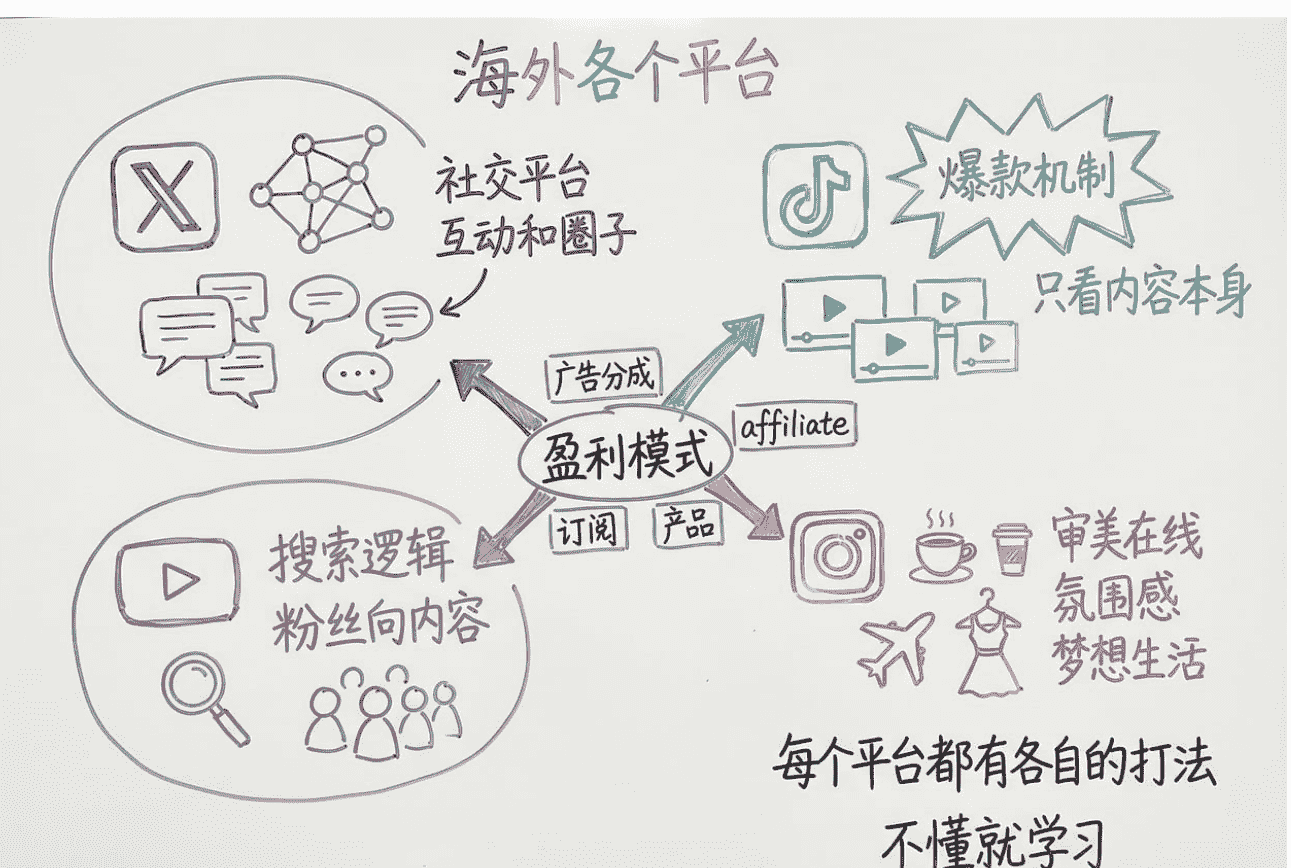 海外各个平台
社交平台
互动和圈子
爆款机制
只看内容本身
广告分成
盈利模式
affiliate
订阅
产品
搜索逻辑
粉丝向内容
审美在线
氛围感
梦想生活
每个平台都有各自的打法
不懂就学习